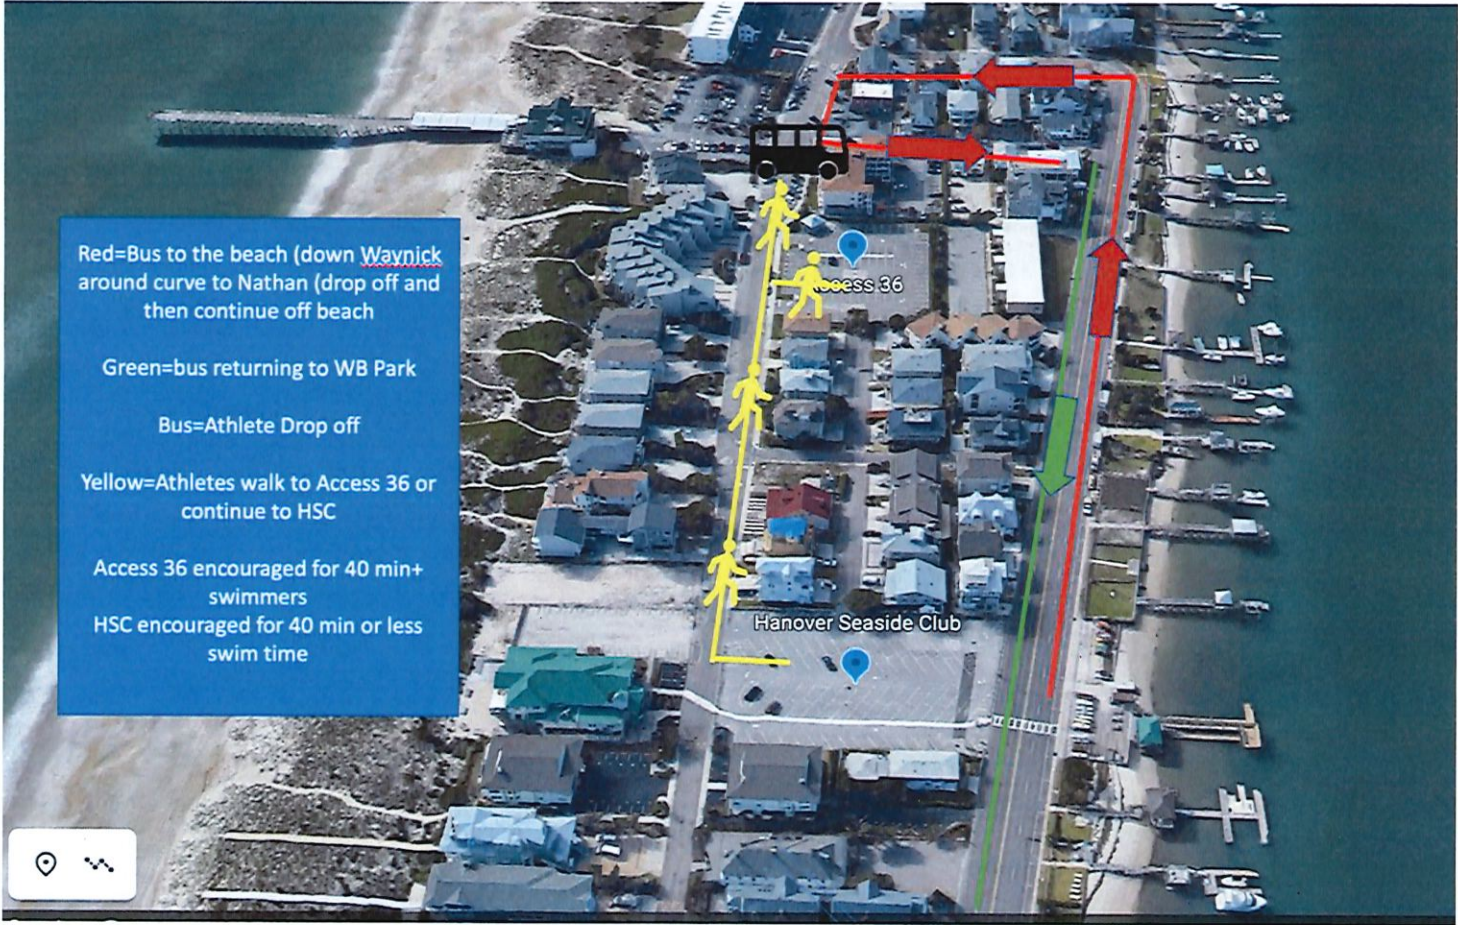 Red=Bus to the beach (down Waynick
around curve to Nathan (drop off and
then continue off beach
Green=bus returning to WB Park
Bus=Athlete Drop off
Yellow=Athletes walk to Access 36 or
continue to HSC
Access 36 encouraged for 40 min+
swimmers
HSC encouraged for 40 min or less
swim time
Access 36
Hanover Seaside Club